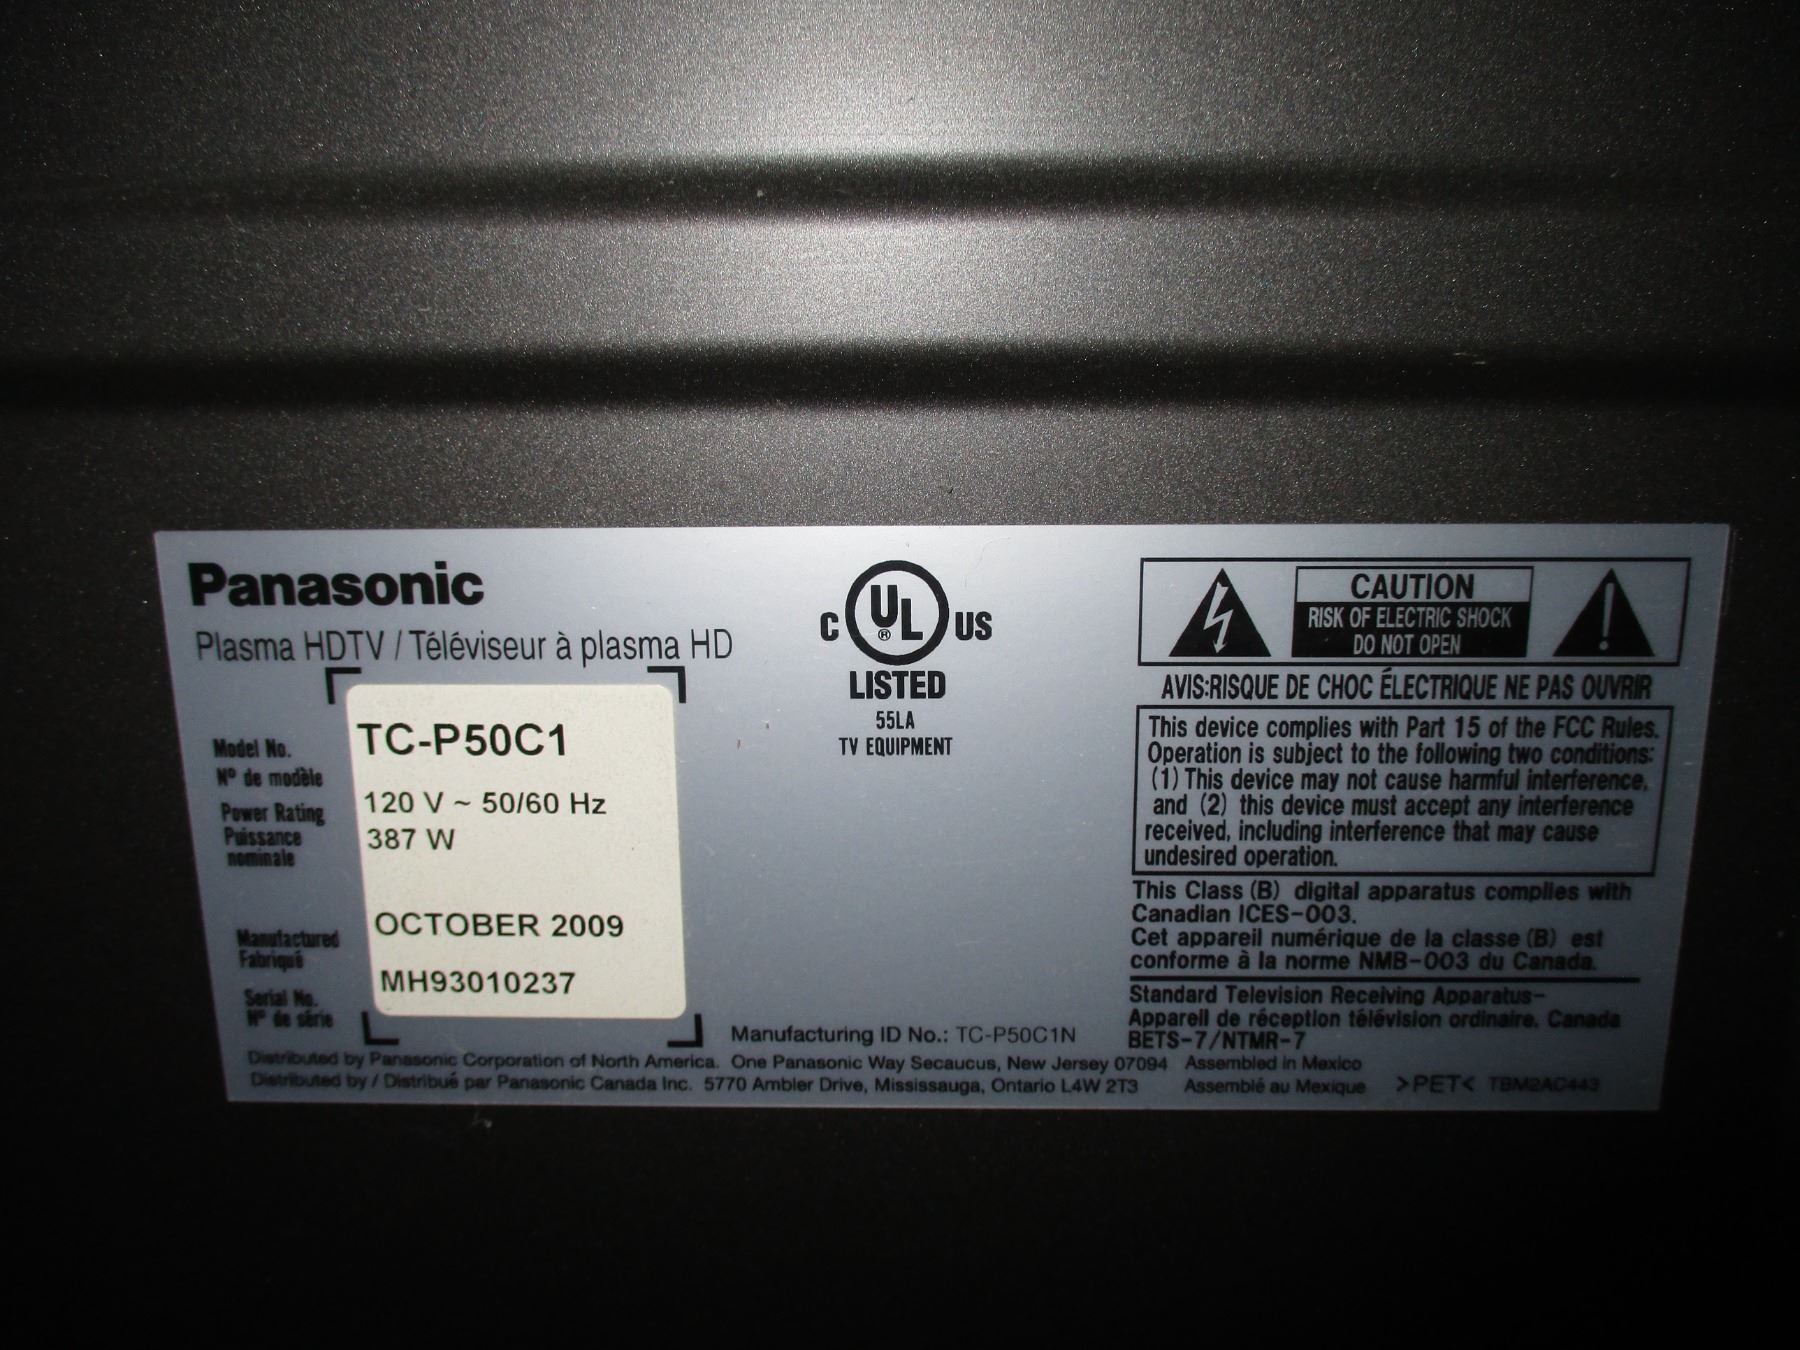 Panasonic
Plasma HDTV / Téléviseur à plasma HD
Model No.
Nº de modèle
TC-P50C1
Power Rating
Puissance
nominale
120 V ~ 50/60 Hz
387 W
Manufactured
Fabriqué
OCTOBER 2009
Serial No.
Nº de série
MH93010237
C UL ® US
LISTED
55LA
TV EQUIPMENT
CAUTION
RISK OF ELECTRIC SHOCK
DO NOT OPEN
AVIS:RISQUE DE CHOC ÉLECTRIQUE NE PAS OUVRIR
This device complies with Part 15 of the FCC Rules.
Operation is subject to the following two conditions:
(1) This device may not cause harmful interference,
and (2) this device must accept any interference
received, including interference that may cause
undesired operation.
This Class (B) digital apparatus complies with
Canadian ICES-003.
Cet appareil numérique de la classe (B) est
conforme à la norme NMB-003 du Canada.
Standard Television Receiving Apparatus-
Appareil de réception télévision ordinaire, Canada
BETS-7/NTMR-7
Manufacturing ID No.: TC-P50C1N
Distributed by Panasonic Corporation of North America. One Panasonic Way Secaucus, New Jersey 07094 Assembled in Mexico
Distributed by / Distribué par Panasonic Canada Inc. 5770 Ambler Drive, Mississauga, Ontario L4W 2T3 Assemblé au Mexique >PET< TBM2AC443